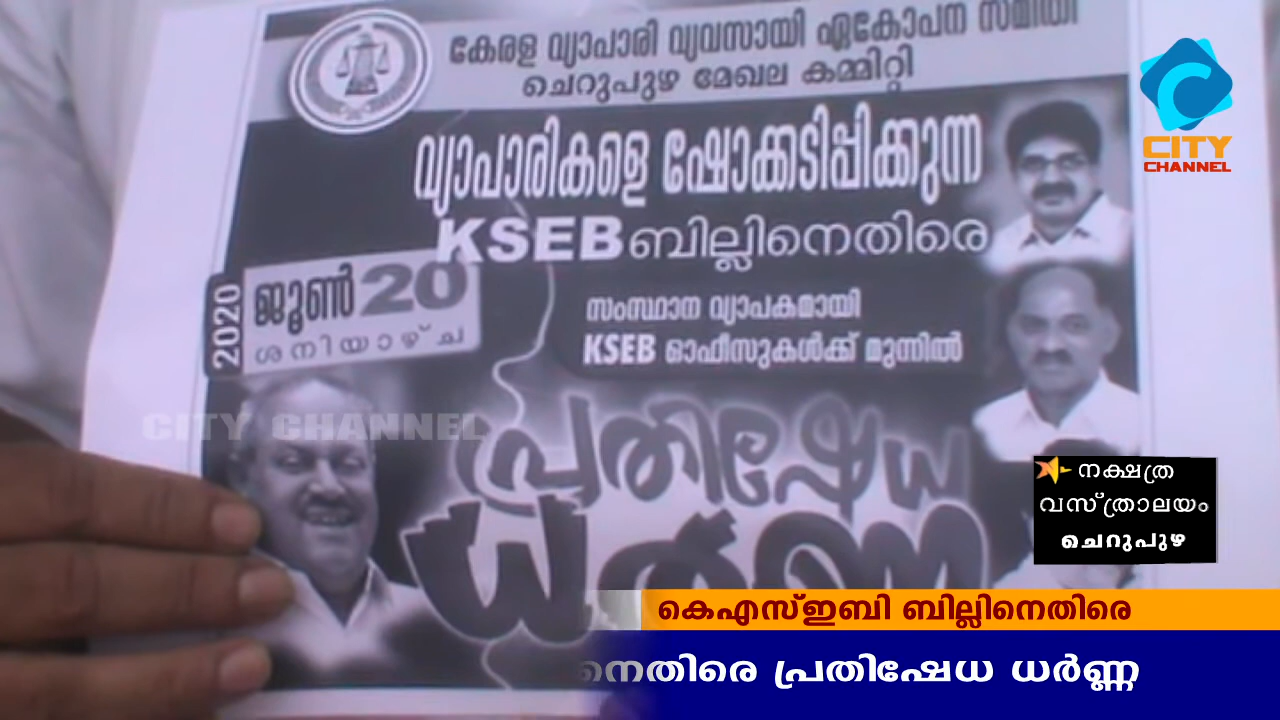 കേരള വ്യാപാരി വ്യവസായി ഏകോപന സമിതി
ചെറുപുഴ മേഖല കമ്മിറ്റി
വ്യാപാരികളെ ഷോക്കടിപ്പിക്കുന്ന
KSEB ബില്ലിനെതിരെ
2020
ജൂൺ 20
ശനിയാഴ്ച
സംസ്ഥാന വ്യാപകമായി
KSEB ഓഫീസുകൾക്ക് മുന്നിൽ
പ്രതിഷേധ
ധർണ്ണ
CITY
CHANNEL
CITY CHANNEL
നക്ഷത്ര
വസ്ത്രാലയം
ചെറുപുഴ
കെഎസ്ഇബി ബില്ലിനെതിരെ
നെതിരെ പ്രതിഷേധ ധർണ്ണ